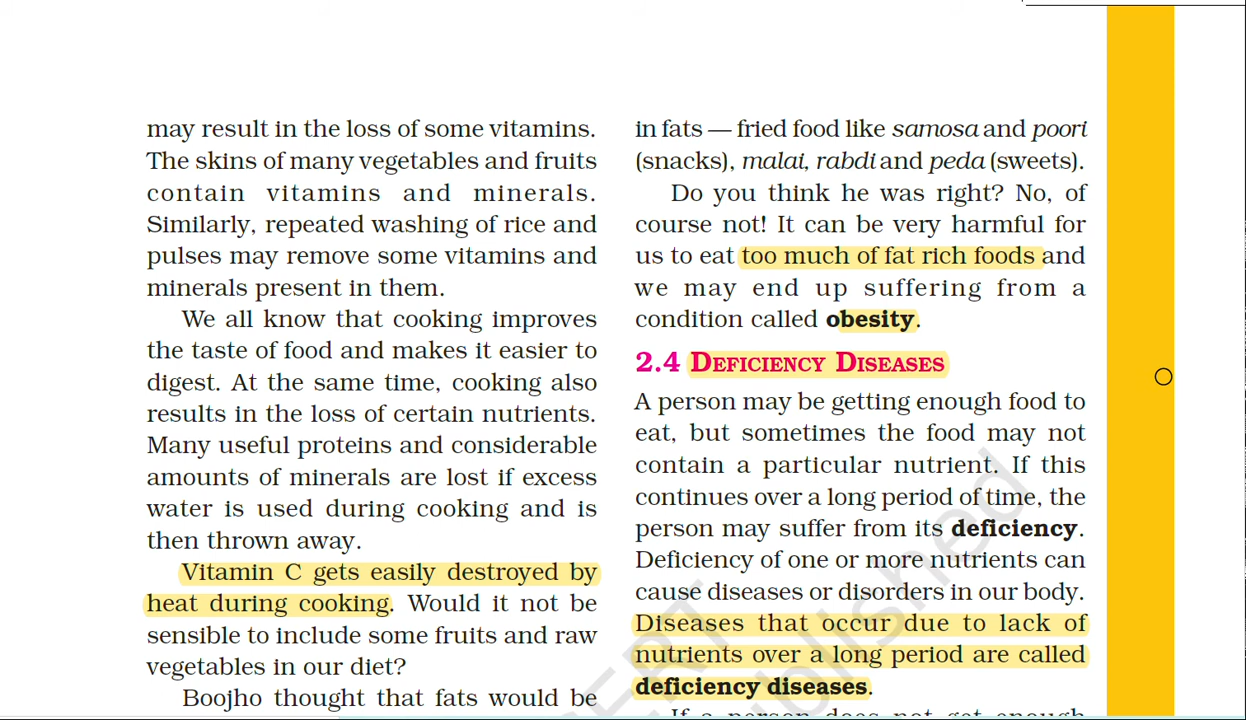 may result in the loss of some vitamins.
The skins of many vegetables and fruits
contain vitamins and minerals.
Similarly, repeated washing of rice and
pulses may remove some vitamins and
minerals present in them.
We all know that cooking improves
the taste of food and makes it easier to
digest. At the same time, cooking also
results in the loss of certain nutrients.
Many useful proteins and considerable
amounts of minerals are lost if excess
water is used during cooking and is
then thrown away.
Vitamin C gets easily destroyed by
heat during cooking. Would it not be
sensible to include some fruits and raw
vegetables in our diet?
Boojho thought that fats would be
in fats — fried food like samosa and poori
(snacks), malai, rabdi and peda (sweets).
Do you think he was right? No, of
course not! It can be very harmful for
us to eat too much of fat rich foods and
we may end up suffering from a
condition called obesity.
2.4 DEFICIENCY DISEASES
A person may be getting enough food to
eat, but sometimes the food may not
contain a particular nutrient. If this
continues over a long period of time, the
person may suffer from its deficiency.
Deficiency of one or more nutrients can
cause diseases or disorders in our body.
Diseases that occur due to lack of
nutrients over a long period are called
deficiency diseases.
If a person does not get enough